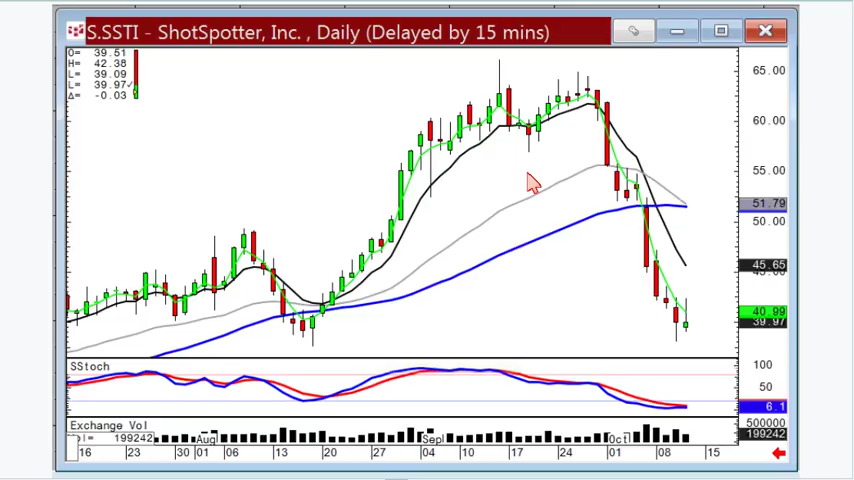 S.SSTI - ShotSpotter, Inc. , Daily (Delayed by 15 mins)
O= 39.51
H= 42.38
L= 39.09
L= 39.97
Δ= -0.03
65.00
60.00
55.00
51.79
50.00
45.65
40.99
39.97
SStoch
100
50
6.1
Exchange Vol
Vol= 199242
500000
199242
Aug
Sep
Oct
16
23
30
01
06
13
20
27
04
10
17
24
01
08
15